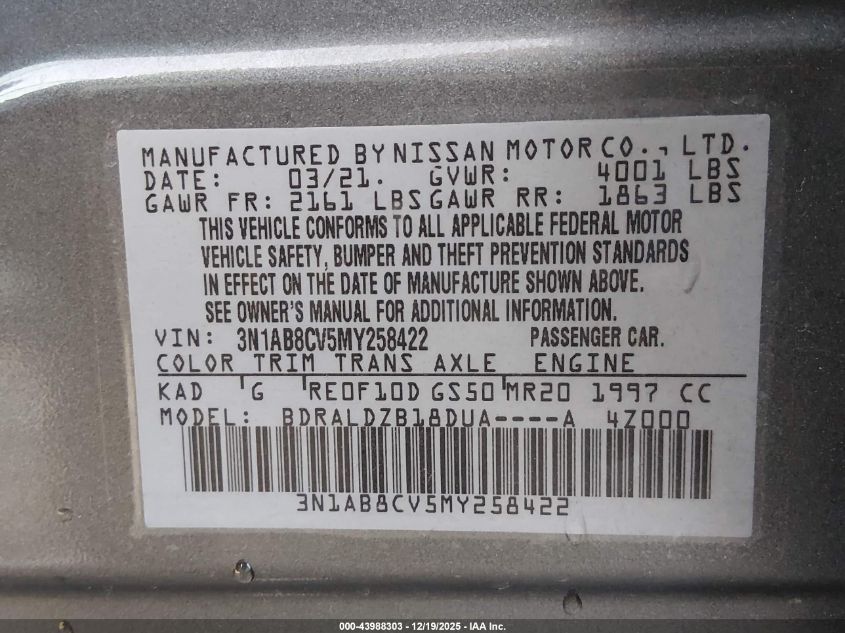 MANUFACTURED BY NISSAN MOTOR CO., LTD.
DATE: 03/21. GVWR: 4001 LBS
GAWR FR: 2161 LBS GAWR RR: 1863 LBS
THIS VEHICLE CONFORMS TO ALL APPLICABLE FEDERAL MOTOR
VEHICLE SAFETY, BUMPER AND THEFT PREVENTION STANDARDS
IN EFFECT ON THE DATE OF MANUFACTURE SHOWN ABOVE.
SEE OWNER'S MANUAL FOR ADDITIONAL INFORMATION.
VIN: 3N1AB8CV5MY258422 PASSENGER CAR.
COLOR TRIM TRANS AXLE ENGINE
KAD G RE0F10D GS50 MR20 1997 CC
MODEL: BDRALDZB18DUA----A 4Z000
3N1AB8CV5MY258422
000-43988303 - 12/19/2025 - IAA Inc.